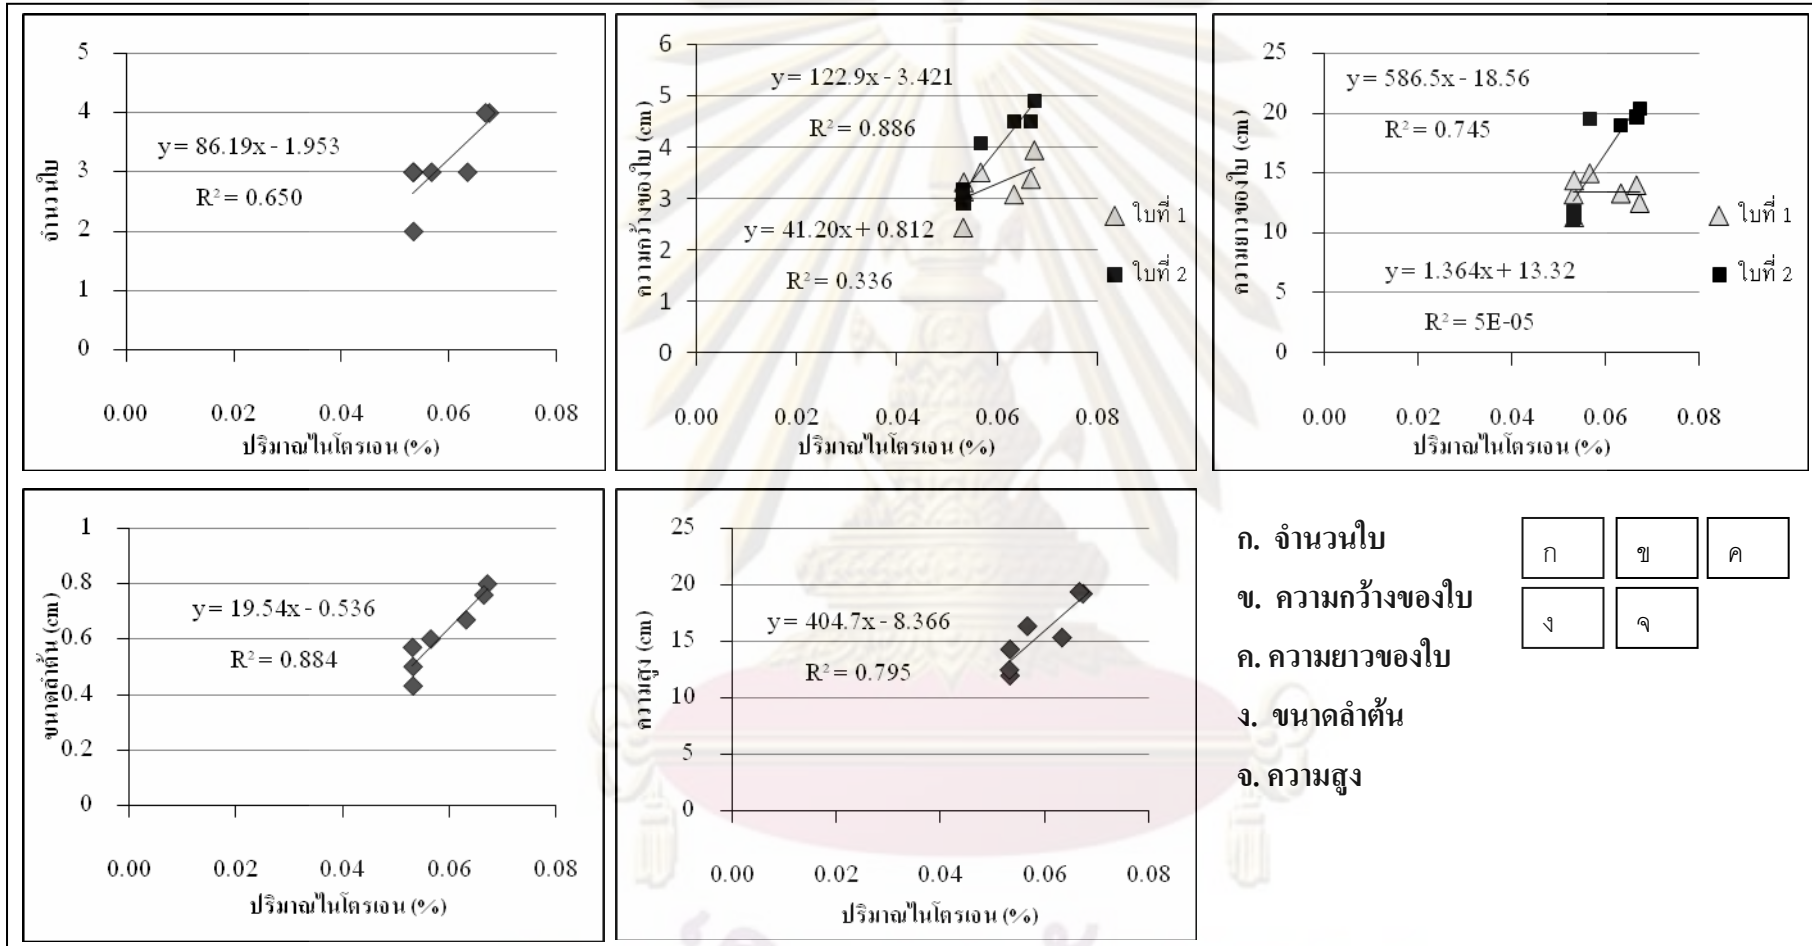 5
4
3
2
1
0
จำนวนใบ
y = 86.19x - 1.953
R² = 0.650
0.00 0.02 0.04 0.06 0.08
ปริมาณไนโตรเจน (%)
6
5
4
3
2
1
0
ความกว้างของใบ (cm)
y = 122.9x - 3.421
R² = 0.886
y = 41.20x + 0.812
R² = 0.336
ใบที่ 1
ใบที่ 2
0.00 0.02 0.04 0.06 0.08
ปริมาณไนโตรเจน (%)
25
20
15
10
5
0
ความยาวของใบ (cm)
y = 586.5x - 18.56
R² = 0.745
y = 1.364x + 13.32
R² = 5E-05
ใบที่ 1
ใบที่ 2
0.00 0.02 0.04 0.06 0.08
ปริมาณไนโตรเจน (%)
1
0.8
0.6
0.4
0.2
0
ขนาดลำต้น (cm)
y = 19.54x - 0.536
R² = 0.884
0.00 0.02 0.04 0.06 0.08
ปริมาณไนโตรเจน (%)
25
20
15
10
5
0
ความสูง (cm)
y = 404.7x - 8.366
R² = 0.795
0.00 0.02 0.04 0.06 0.08
ปริมาณไนโตรเจน (%)
ก. จำนวนใบ
ข. ความกว้างของใบ
ค. ความยาวของใบ
ง. ขนาดลำต้น
จ. ความสูง
ก ข ค
ง จ